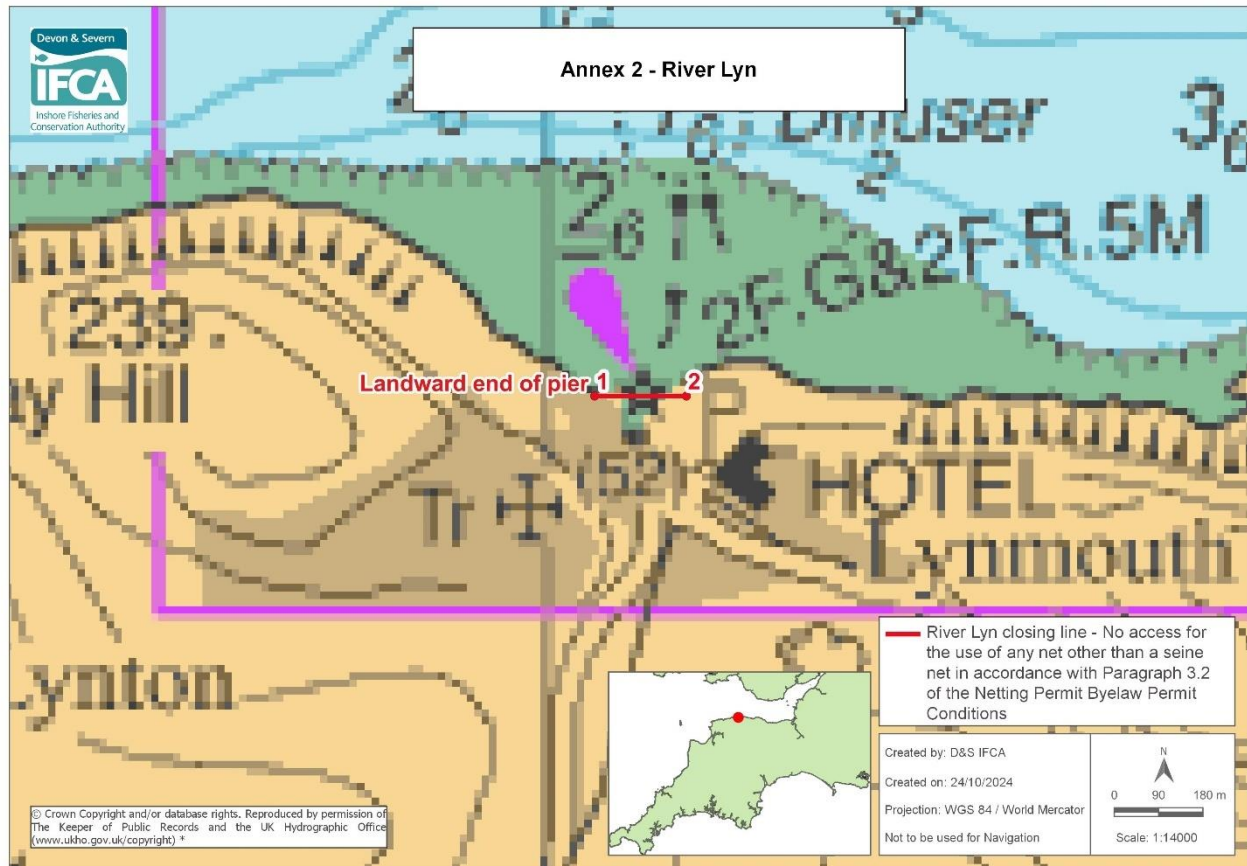 Devon & Severn
IFCA
Inshore Fisheries and
Conservation Authority
Annex 2 - River Lyn
3
6
2
2
6
2F.G&2F.R.5M
(239
Hill
Landward end of pier 1
2
P
Tr
(52)
HOTEL
Lynmouth
ynton
River Lyn closing line - No access for
the use of any net other than a seine
net in accordance with Paragraph 3.2
of the Netting Permit Byelaw Permit
Conditions
Created by: D&S IFCA
Created on: 24/10/2024
Projection: WGS 84 / World Mercator
Not to be used for Navigation
N
0 90 180 m
Scale: 1:14000
© Crown Copyright and/or database rights. Reproduced by permission of
The Keeper of Public Records and the UK Hydrographic Office
(www.ukho.gov.uk/copyright) *